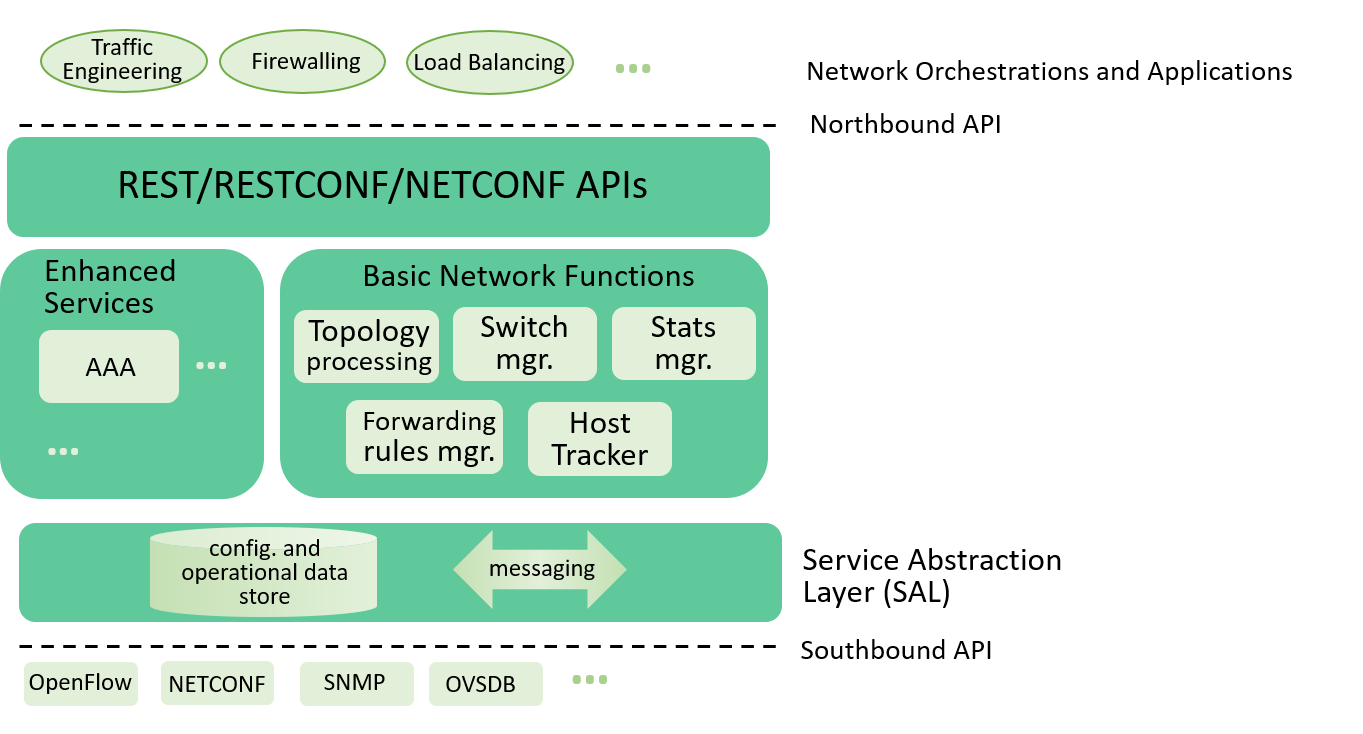 Traffic
Engineering
Firewalling
Load Balancing
Network Orchestrations and Applications
Northbound API
REST/RESTCONF/NETCONF APIs
Enhanced
Services
AAA
Basic Network Functions
Topology
processing
Switch
mgr.
Stats
mgr.
Forwarding
rules mgr.
Host
Tracker
config. and
operational data
store
messaging
Service Abstraction
Layer (SAL)
Southbound API
OpenFlow
NETCONF
SNMP
OVSDB